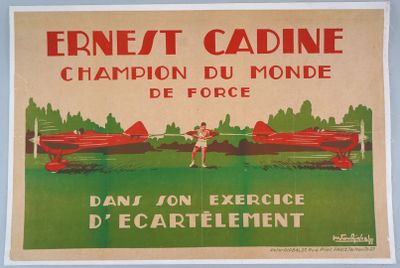 ERNEST CADINE
CHAMPION DU MONDE
DE FORCE
DANS SON EXERCICE
D'ECARTÈLEMENT